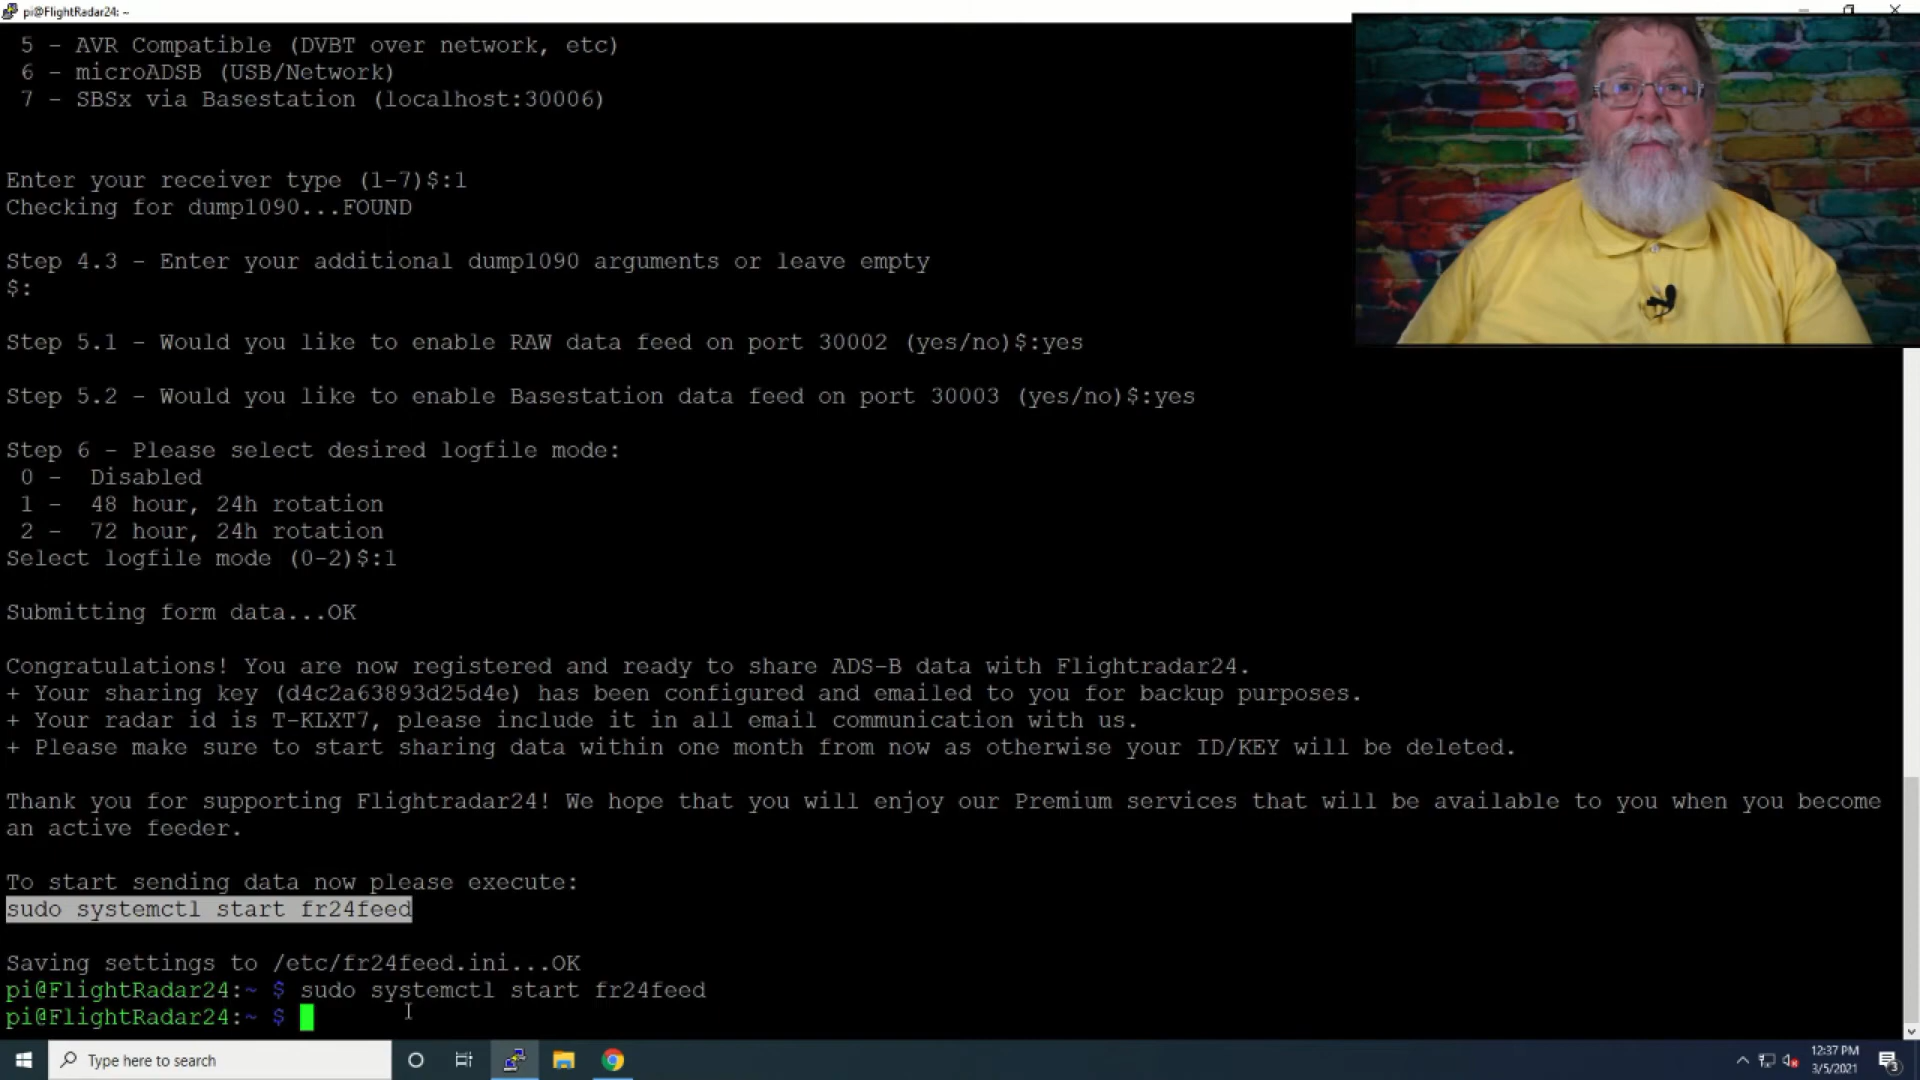 pi@FlightRadar24: ~
5 - AVR Compatible (DVBT over network, etc)
6 - microADSB (USB/Network)
7 - SBSx via Basestation (localhost:30006)
Enter your receiver type (1-7)$:1
Checking for dump1090...FOUND
Step 4.3 - Enter your additional dump1090 arguments or leave empty
$:
Step 5.1 - Would you like to enable RAW data feed on port 30002 (yes/no)$:yes
Step 5.2 - Would you like to enable Basestation data feed on port 30003 (yes/no)$:yes
Step 6 - Please select desired logfile mode:
0 -  Disabled
1 -  48 hour, 24h rotation
2 -  72 hour, 24h rotation
Select logfile mode (0-2)$:1
Submitting form data...OK
Congratulations! You are now registered and ready to share ADS-B data with Flightradar24.
+ Your sharing key (d4c2a63893d25d4e) has been configured and emailed to you for backup purposes.
+ Your radar id is T-KLXT7, please include it in all email communication with us.
+ Please make sure to start sharing data within one month from now as otherwise your ID/KEY will be deleted.
Thank you for supporting Flightradar24! We hope that you will enjoy our Premium services that will be available to you when you become
an active feeder.
To start sending data now please execute:
sudo systemctl start fr24feed
Saving settings to /etc/fr24feed.ini...OK
pi@FlightRadar24:~ $ sudo systemctl start fr24feed
pi@FlightRadar24:~ $
Type here to search
12:37 PM
3/5/2021
3